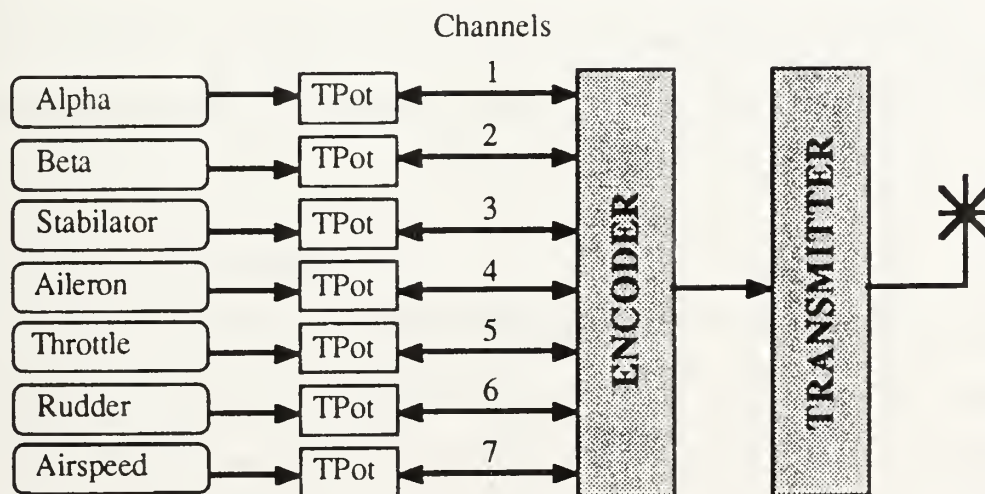 Channels
Alpha TPot 1
Beta TPot 2
Stabilator TPot 3
Aileron TPot 4
Throttle TPot 5
Rudder TPot 6
Airspeed TPot 7
ENCODER
TRANSMITTER